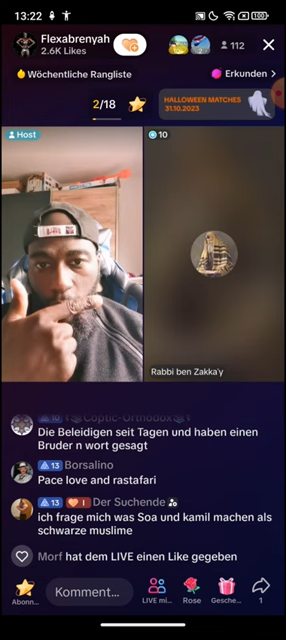 13:22
100
Flexabrenyah
2.6K Likes
112
Wöchentliche Rangliste
Erkunden
2/18
HALLOWEEN MATCHES
31.10.2023
Host
10
Rabbi ben Zakka'y
Coptic-Orthodox
Die Beleidigen seit Tagen und haben einen
Bruder n wort gesagt
13 Borsalino
Pace love and rastafari
13 I Der Suchende
ich frage mich was Soa und kamil machen als
schwarze muslime
Morf hat dem LIVE einen Like gegeben
Abonn...
Komment...
LIVE mi...
Rose
Gesche...
1